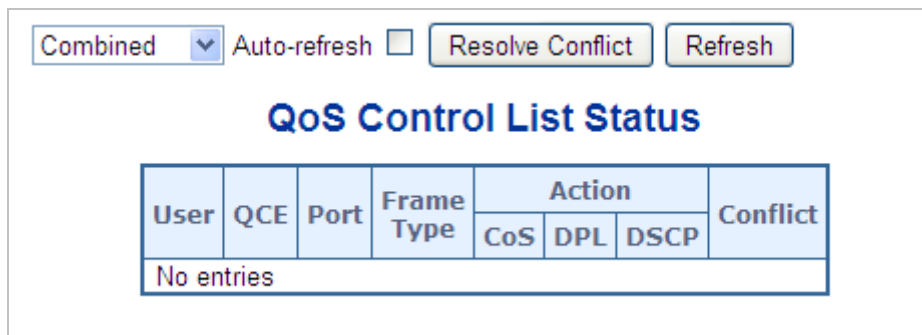 Combined Auto-refresh Resolve Conflict Refresh
QoS Control List Status
User QCE Port Frame Type Action Conflict
CoS DPL DSCP
No entries